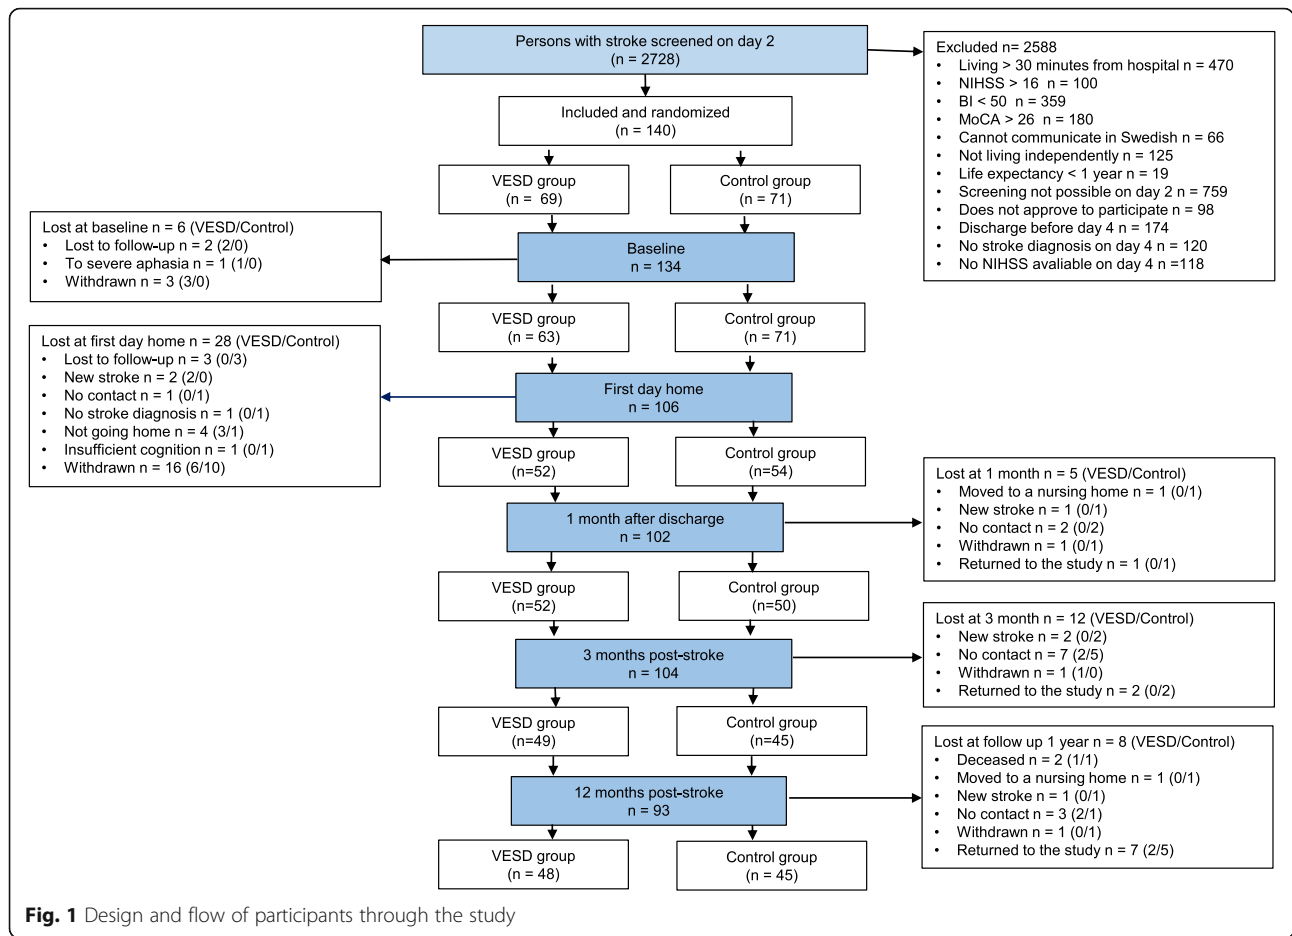 Persons with stroke screened on day 2
(n = 2728)
Excluded n= 2588
• Living > 30 minutes from hospital n = 470
• NIHSS > 16 n = 100
• BI < 50 n = 359
• MoCA > 26 n = 180
• Cannot communicate in Swedish n = 66
• Not living independently n = 125
• Life expectancy < 1 year n = 19
• Screening not possible on day 2 n = 759
• Does not approve to participate n = 98
• Discharge before day 4 n = 174
• No stroke diagnosis on day 4 n = 120
• No NIHSS avaliable on day 4 n =118
Included and randomized
(n = 140)
VESD group
(n = 69)
Control group
(n = 71)
Lost at baseline n = 6 (VESD/Control)
• Lost to follow-up n = 2 (2/0)
• To severe aphasia n = 1 (1/0)
• Withdrawn n = 3 (3/0)
Baseline
n = 134
VESD group
(n = 63)
Control group
(n = 71)
Lost at first day home n = 28 (VESD/Control)
• Lost to follow-up n = 3 (0/3)
• New stroke n = 2 (2/0)
• No contact n = 1 (0/1)
• No stroke diagnosis n = 1 (0/1)
• Not going home n = 4 (3/1)
• Insufficient cognition n = 1 (0/1)
• Withdrawn n = 16 (6/10)
First day home
n = 106
VESD group
(n=52)
Control group
(n=54)
Lost at 1 month n = 5 (VESD/Control)
• Moved to a nursing home n = 1 (0/1)
• New stroke n = 1 (0/1)
• No contact n = 2 (0/2)
• Withdrawn n = 1 (0/1)
• Returned to the study n = 1 (0/1)
1 month after discharge
n = 102
VESD group
(n=52)
Control group
(n=50)
Lost at 3 month n = 12 (VESD/Control)
• New stroke n = 2 (0/2)
• No contact n = 7 (2/5)
• Withdrawn n = 1 (1/0)
• Returned to the study n = 2 (0/2)
3 months post-stroke
n = 104
VESD group
(n=49)
Control group
(n=45)
Lost at follow up 1 year n = 8 (VESD/Control)
• Deceased n = 2 (1/1)
• Moved to a nursing home n = 1 (0/1)
• New stroke n = 1 (0/1)
• No contact n = 3 (2/1)
• Withdrawn n = 1 (0/1)
• Returned to the study n = 7 (2/5)
12 months post-stroke
n = 93
VESD group
(n = 48)
Control group
(n = 45)
Fig. 1 Design and flow of participants through the study